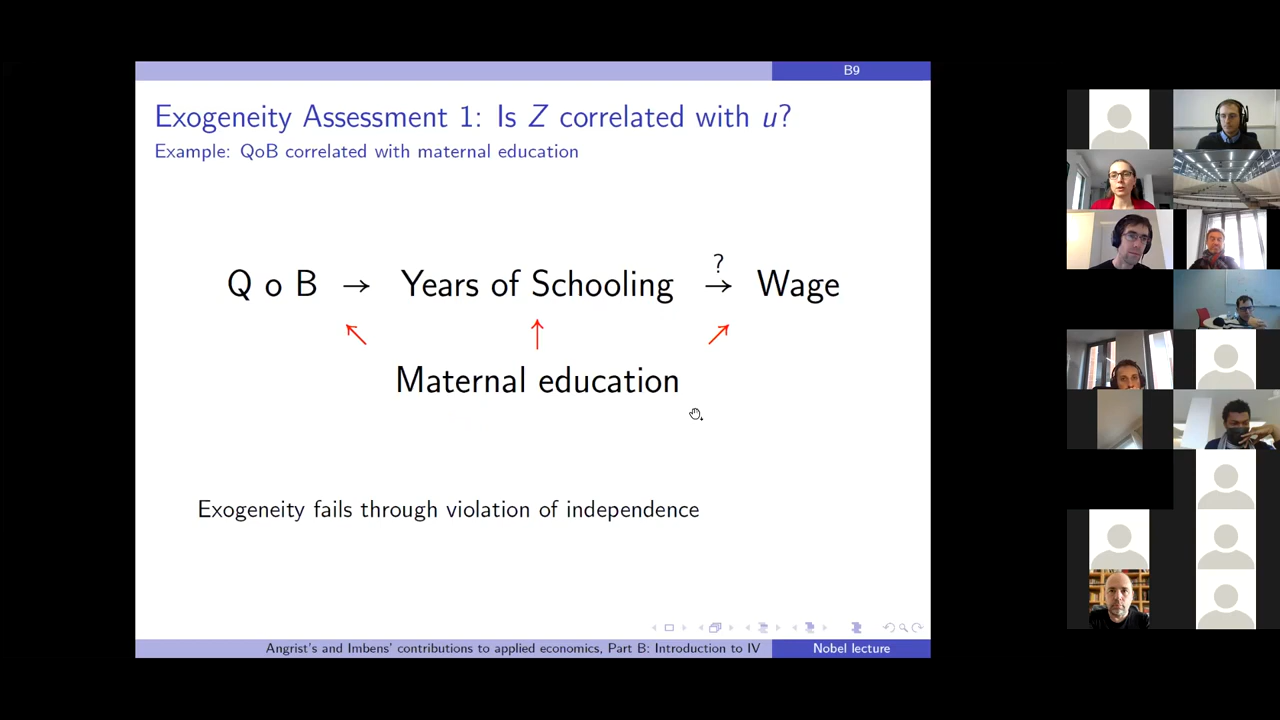 B9
Exogeneity Assessment 1: Is Z correlated with u?
Example: QoB correlated with maternal education
?
Q o B → Years of Schooling → Wage
Maternal education
Exogeneity fails through violation of independence
Angrist's and Imbens' contributions to applied economics, Part B: Introduction to IV
Nobel lecture